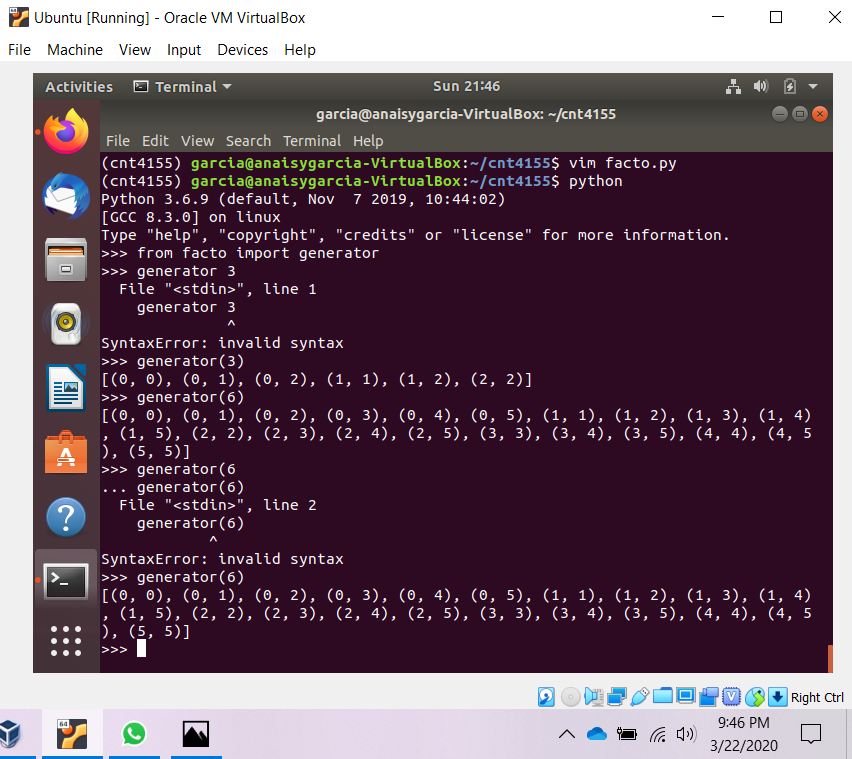 Ubuntu [Running] - Oracle VM VirtualBox
File Machine View Input Devices Help
Activities Terminal Sun 21:46
garcia@anaisygarcia-VirtualBox: ~/cnt4155
File Edit View Search Terminal Help
(cnt4155) garcia@anaisygarcia-VirtualBox:~/cnt4155$ vim facto.py
(cnt4155) garcia@anaisygarcia-VirtualBox:~/cnt4155$ python
Python 3.6.9 (default, Nov  7 2019, 10:44:02)
[GCC 8.3.0] on linux
Type "help", "copyright", "credits" or "license" for more information.
>>> from facto import generator
>>> generator 3
  File "<stdin>", line 1
    generator 3
              ^
SyntaxError: invalid syntax
>>> generator(3)
[(0, 0), (0, 1), (0, 2), (1, 1), (1, 2), (2, 2)]
>>> generator(6)
[(0, 0), (0, 1), (0, 2), (0, 3), (0, 4), (0, 5), (1, 1), (1, 2), (1, 3), (1, 4)
, (1, 5), (2, 2), (2, 3), (2, 4), (2, 5), (3, 3), (3, 4), (3, 5), (4, 4), (4, 5
), (5, 5)]
>>> generator(6
... generator(6)
  File "<stdin>", line 2
    generator(6)
            ^
SyntaxError: invalid syntax
>>> generator(6)
[(0, 0), (0, 1), (0, 2), (0, 3), (0, 4), (0, 5), (1, 1), (1, 2), (1, 3), (1, 4)
, (1, 5), (2, 2), (2, 3), (2, 4), (2, 5), (3, 3), (3, 4), (3, 5), (4, 4), (4, 5
), (5, 5)]
>>>
Right Ctrl
64
9:46 PM
3/22/2020